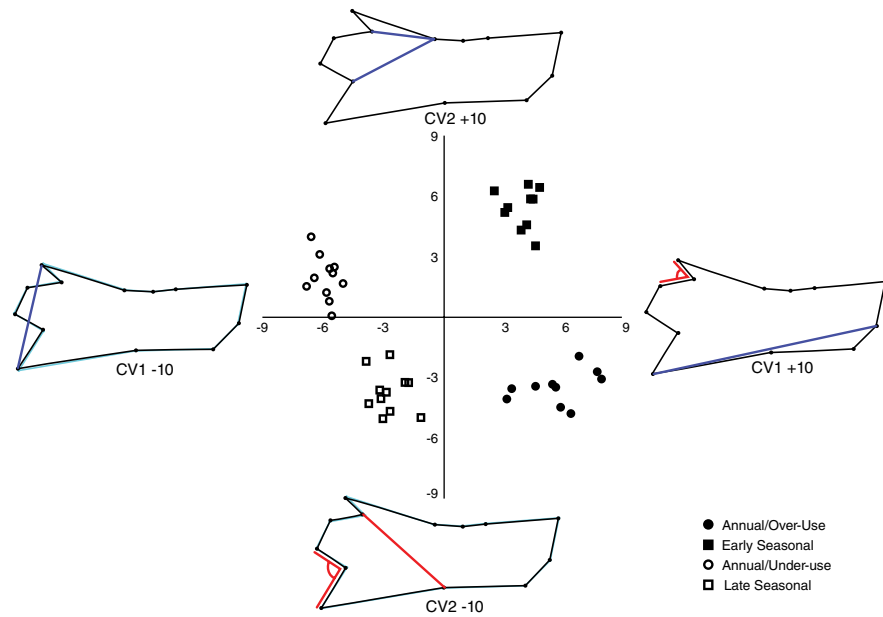 CV2 +10
9
6
3
-9 -6 -3 3 6 9
CV1 -10
CV1 +10
-3
-6
-9
CV2 -10
Annual/Over-Use
Early Seasonal
Annual/Under-use
Late Seasonal